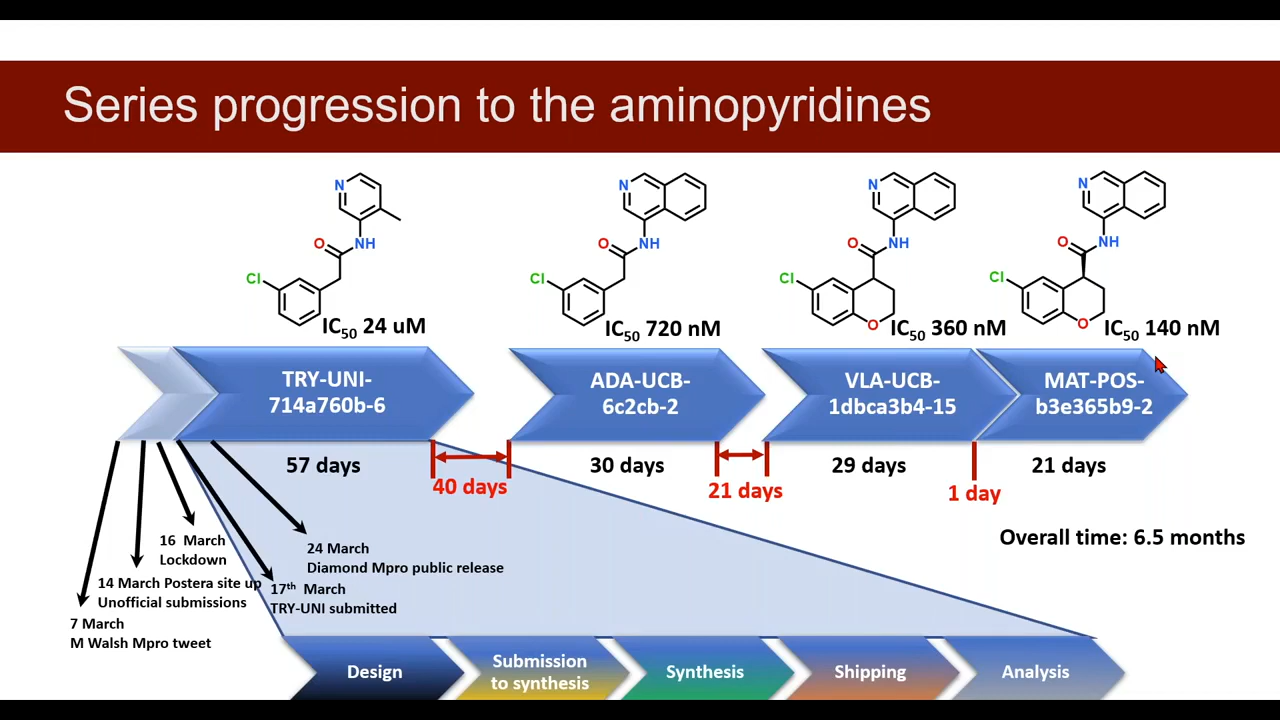 Series progression to the aminopyridines
N
O
NH
Cl
IC50 24 uM
N
O
NH
Cl
IC50 720 nM
N
O
NH
Cl
O
IC50 360 nM
N
O
NH
Cl
O
IC50 140 nM
TRY-UNI-
714a760b-6
ADA-UCB-
6c2cb-2
VLA-UCB-
1dbca3b4-15
MAT-POS-
b3e365b9-2
57 days
40 days
30 days
21 days
29 days
1 day
21 days
Overall time: 6.5 months
16 March
Lockdown
24 March
Diamond Mpro public release
14 March Postera site up
Unofficial submissions
17th March
TRY-UNI submitted
7 March
M Walsh Mpro tweet
Design
Submission
to synthesis
Synthesis
Shipping
Analysis